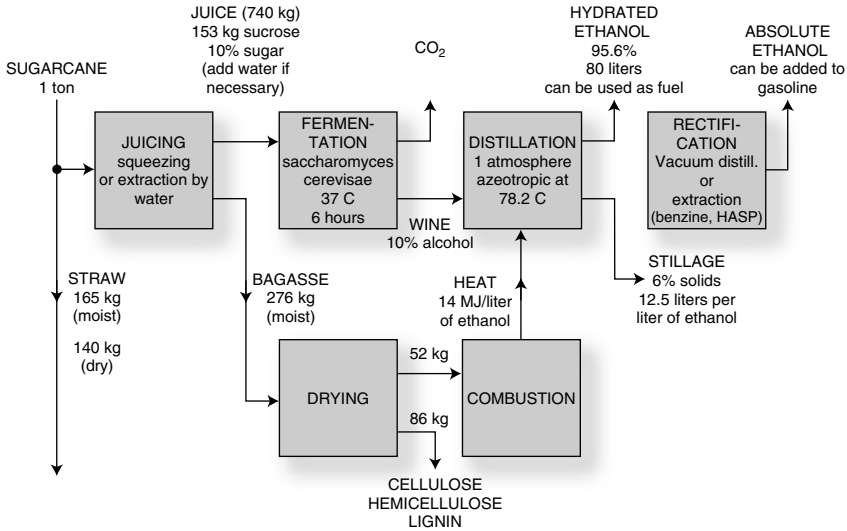 SUGARCANE
1 ton
JUICE (740 kg)
153 kg sucrose
10% sugar
(add water if
necessary)
CO2
HYDRATED
ETHANOL
95.6%
80 liters
can be used as fuel
ABSOLUTE
ETHANOL
can be added to
gasoline
JUICING
squeezing
or extraction by
water
FERMEN-
TATION
saccharomyces
cerevisae
37 C
6 hours
DISTILLATION
1 atmosphere
azeotropic at
78.2 C
RECTIFI-
CATION
Vacuum distill.
or
extraction
(benzine, HASP)
WINE
10% alcohol
STRAW
165 kg
(moist)
140 kg
(dry)
BAGASSE
276 kg
(moist)
HEAT
14 MJ/liter
of ethanol
STILLAGE
6% solids
12.5 liters per
liter of ethanol
DRYING
52 kg
86 kg
COMBUSTION
CELLULOSE
HEMICELLULOSE
LIGNIN